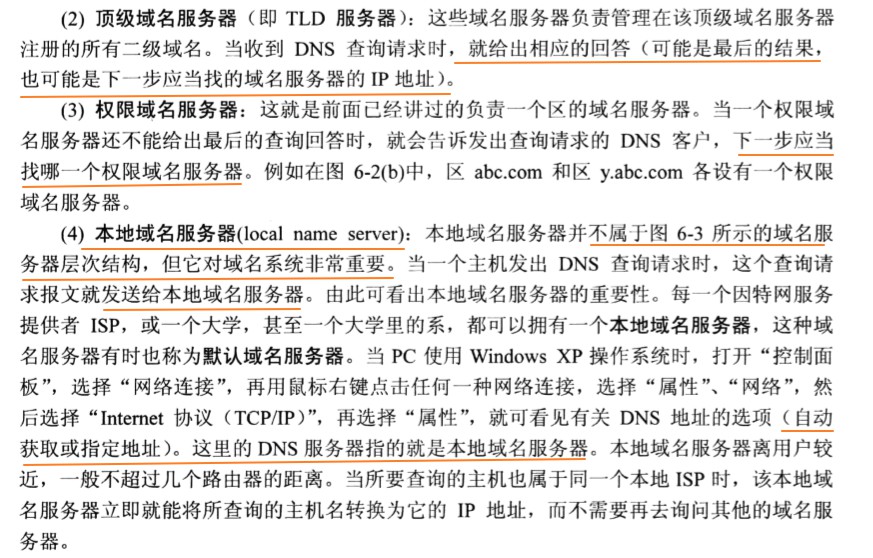 (2) 顶级域名服务器（即 TLD 服务器）：这些域名服务器负责管理在该顶级域名服务器
注册的所有二级域名。当收到 DNS 查询请求时，就给出相应的回答（可能是最后的结果，
也可能是下一步应当找的域名服务器的 IP 地址）。
(3) 权限域名服务器：这就是前面已经讲过的负责一个区的域名服务器。当一个权限域
名服务器还不能给出最后的查询回答时，就会告诉发出查询请求的 DNS 客户，下一步应当
找哪一个权限域名服务器。例如在图 6-2(b)中，区 abc.com 和区 y.abc.com 各设有一个权限
域名服务器。
(4) 本地域名服务器(local name server)：本地域名服务器并不属于图 6-3 所示的域名服
务器层次结构，但它对域名系统非常重要。当一个主机发出 DNS 查询请求时，这个查询请
求报文就发送给本地域名服务器。由此可看出本地域名服务器的重要性。每一个因特网服务
提供者 ISP，或一个大学，甚至一个大学里的系，都可以拥有一个本地域名服务器，这种域
名服务器有时也称为默认域名服务器。当 PC 使用 Windows XP 操作系统时，打开“控制面
板”，选择“网络连接”，再用鼠标右键点击任何一种网络连接，选择“属性”、“网络”，然
后选择“Internet 协议（TCP/IP）”，再选择“属性”，就可看见有关 DNS 地址的选项（自动
获取或指定地址）。这里的 DNS 服务器指的就是本地域名服务器。本地域名服务器离用户较
近，一般不超过几个路由器的距离。当所要查询的主机也属于同一个本地 ISP 时，该本地域
名服务器立即就能将所查询的主机名转换为它的 IP 地址，而不需要再去询问其他的域名服
务器。